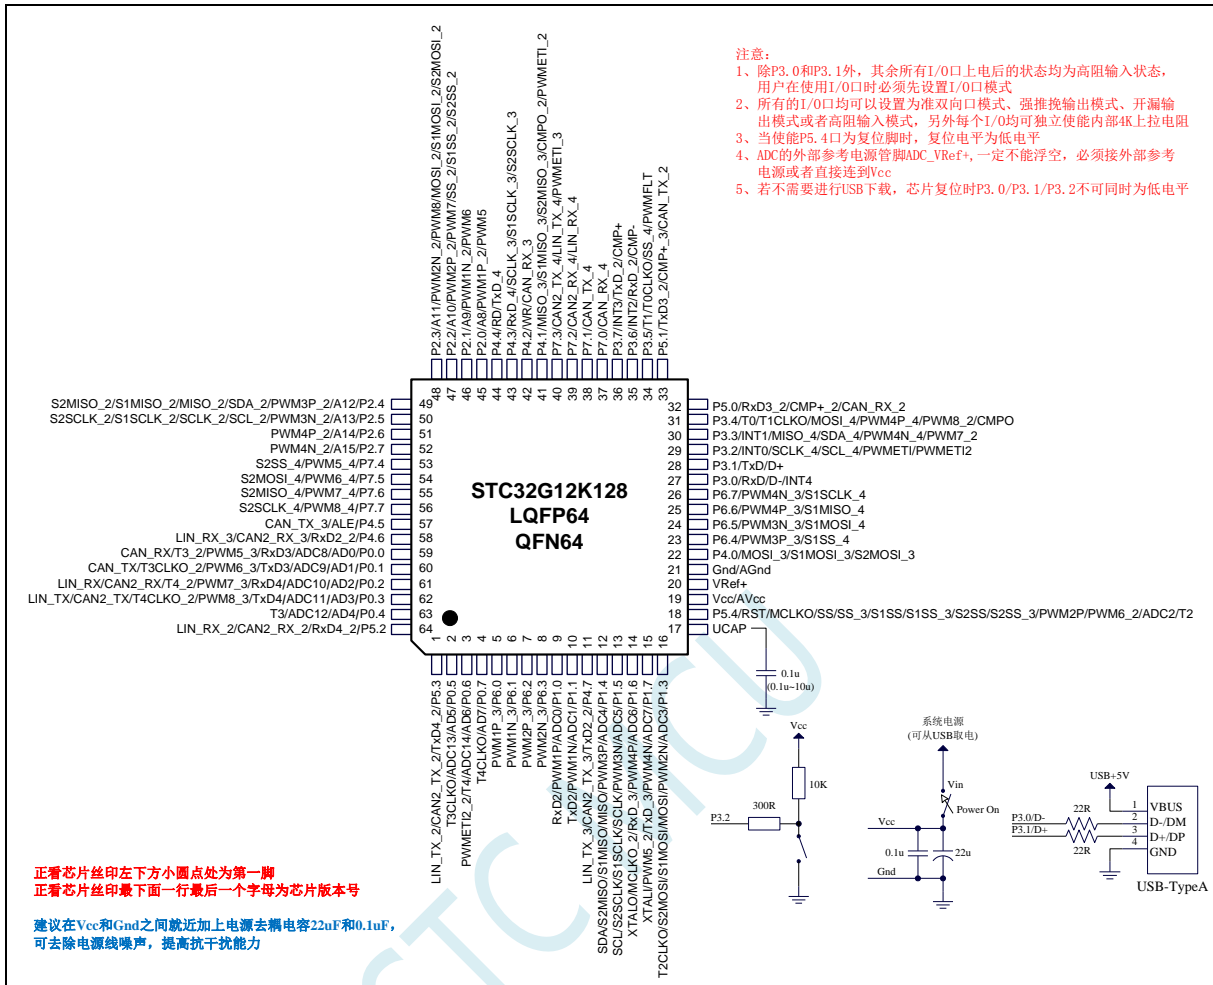 注意：
1、除P3.0和P3.1外，其余所有I/O口上电后的状态均为高阻输入状态，
用户在使用I/O口时必须先设置I/O口模式
2、所有的I/O口均可以设置为准双向口模式、强推挽输出模式、开漏输
出模式或者高阻输入模式，另外每个I/O均可独立使能内部4K上拉电阻
3、当使能P5.4口为复位脚时，复位电平为低电平
4、ADC的外部参考电源管脚ADC_VRef+,一定不能浮空，必须接外部参考
电源或者直接连到Vcc
5、若不需要进行USB下载，芯片复位时P3.0/P3.1/P3.2不可同时为低电平
P2.3/A11/PWM2N_2/PWM8/MOSI_2/S1MOSI_2/S2MOSI_2
P2.2/A10/PWM2P_2/PWM7/SS_2/S1SS_2/S2SS_2
P2.1/A9/PWM1N_2/PWM6
P2.0/A8/PWM1P_2/PWM5
P4.4/RD/TxD_4
P4.3/RxD_4/SCLK_3/S1SCLK_3/S2SCLK_3
P4.2/WR/CAN_RX_3
P4.1/MISO_3/S1MISO_3/S2MISO_3/CMPO_2/PWMETI_2
P7.3/CAN2_TX_4/LIN_TX_4/PWMETI_3
P7.2/CAN2_RX_4/LIN_RX_4
P7.1/CAN_TX_4
P7.0/CAN_RX_4
P3.7/INT3/TxD_2/CMP+
P3.6/INT2/RxD_2/CMP-
P3.5/T1/T0CLKO/SS_4/PWMFLT
P5.1/TxD3_2/CMP+_3/CAN_TX_2
48 47 46 45 44 43 42 41 40 39 38 37 36 35 34 33
S2MISO_2/S1MISO_2/MISO_2/SDA_2/PWM3P_2/A12/P2.4 49
S2SCLK_2/S1SCLK_2/SCLK_2/SCL_2/PWM3N_2/A13/P2.5 50
PWM4P_2/A14/P2.6 51
PWM4N_2/A15/P2.7 52
S2SS_4/PWM5_4/P7.4 53
S2MOSI_4/PWM6_4/P7.5 54
S2MISO_4/PWM7_4/P7.6 55
S2SCLK_4/PWM8_4/P7.7 56
CAN_TX_3/ALE/P4.5 57
LIN_RX_3/CAN2_RX_3/RxD2_2/P4.6 58
CAN_RX/T3_2/PWM5_3/RxD3/ADC8/AD0/P0.0 59
CAN_TX/T3CLKO_2/PWM6_3/TxD3/ADC9/AD1/P0.1 60
LIN_RX/CAN2_RX/T4_2/PWM7_3/RxD4/ADC10/AD2/P0.2 61
LIN_TX/CAN2_TX/T4CLKO_2/PWM8_3/TxD4/ADC11/AD3/P0.3 62
T3/ADC12/AD4/P0.4 63
LIN_RX_2/CAN2_RX_2/RxD4_2/P5.2 64
STC32G12K128
LQFP64
QFN64
32 P5.0/RxD3_2/CMP+_2/CAN_RX_2
31 P3.4/T0/T1CLKO/MOSI_4/PWM4P_4/PWM8_2/CMPO
30 P3.3/INT1/MISO_4/SDA_4/PWM4N_4/PWM7_2
29 P3.2/INT0/SCLK_4/SCL_4/PWMETI/PWMETI2
28 P3.1/TxD/D+
27 P3.0/RxD/D-/INT4
26 P6.7/PWM4N_3/S1SCLK_4
25 P6.6/PWM4P_3/S1MISO_4
24 P6.5/PWM3N_3/S1MOSI_4
23 P6.4/PWM3P_3/S1SS_4
22 P4.0/MOSI_3/S1MOSI_3/S2MOSI_3
21 Gnd/AGnd
20 VRef+
19 Vcc/AVcc
18 P5.4/RST/MCLKO/SS/SS_3/S1SS/S1SS_3/S2SS/S2SS_3/PWM2P/PWM6_2/ADC2/T2
17 UCAP
1 2 3 4 5 6 7 8 9 10 11 12 13 14 15 16
LIN_TX_2/CAN2_TX_2/TxD4_2/P5.3
T3CLKO/ADC13/AD5/P0.5
PWMETI2_2/T4/ADC14/AD6/P0.6
T4CLKO/AD7/P0.7
PWM1P_3/P6.0
PWM1N_3/P6.1
PWM2P_3/P6.2
PWM2N_3/P6.3
RxD2/PWM1P/ADC0/P1.0
TxD2/PWM1N/ADC1/P1.1
LIN_TX_3/CAN2_TX_3/TxD2_2/P4.7
SDA/S2MISO/S1MISO/MISO/PWM3P/ADC4/P1.4
SCL/S2SCLK/S1SCLK/SCLK/PWM3N/ADC5/P1.5
XTALO/MCLKO_2/RxD_3/PWM4P/ADC6/P1.6
XTALI/PWM5_2/TxD_3/PWM4N/ADC7/P1.7
T2CLKO/S2MOSI/S1MOSI/MOSI/PWM2N/ADC3/P1.3
0.1u
(0.1u~10u)
Vcc
10K
300R
P3.2
系统电源
(可从USB取电)
Vin
Power On
Vcc
0.1u
22u
Gnd
USB+5V
P3.0/D-
P3.1/D+
22R
22R
1 VBUS
2 D-/DM
3 D+/DP
4 GND
USB-TypeA
正看芯片丝印左下方小圆点处为第一脚
正看芯片丝印最下面一行最后一个字母为芯片版本号
建议在Vcc和Gnd之间就近加上电源去耦电容22uF和0.1uF，
可去除电源线噪声，提高抗干扰能力
STC MCU